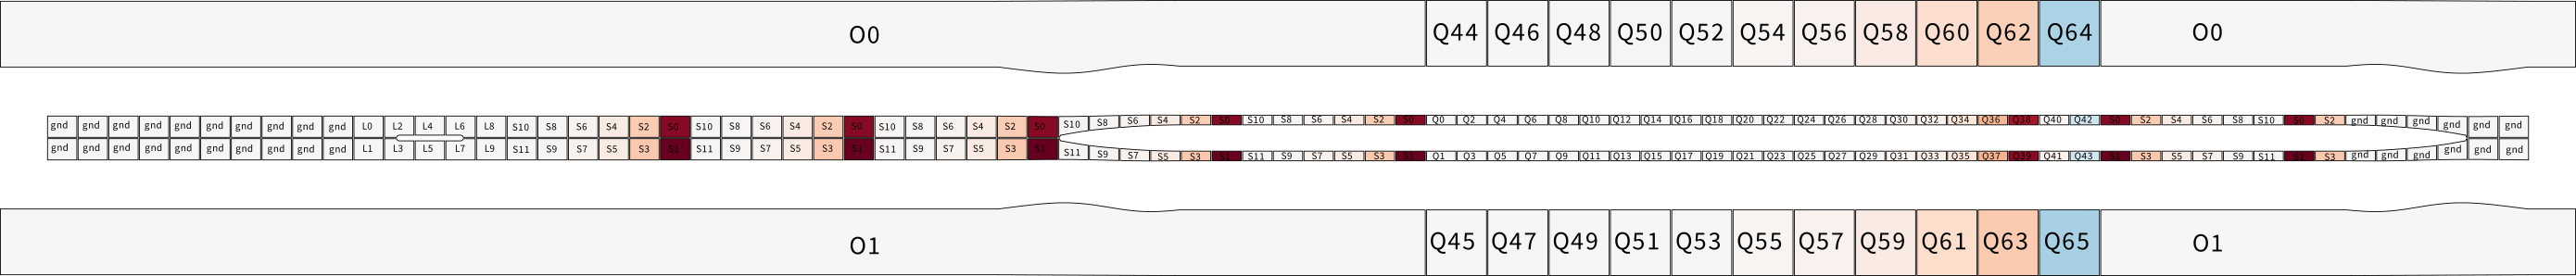 O0 Q44 Q46 Q48 Q50 Q52 Q54 Q56 Q58 Q60 Q62 Q64 O0
gnd gnd gnd gnd gnd gnd gnd gnd gnd gnd L0 L2 L4 L6 L8 S10 S8 S6 S4 S2 S0 S10 S8 S6 S4 S2 S0 S10 S8 S6 S4 S2 S0 S10 S8 S6 S4 S2 S0 S10 S8 S6 S4 S2 S0 Q0 Q2 Q4 Q6 Q8 Q10 Q12 Q14 Q16 Q18 Q20 Q22 Q24 Q26 Q28 Q30 Q32 Q34 Q36 Q38 Q40 Q42 S0 S2 S4 S6 S8 S10 S0 S2 gnd gnd gnd gnd gnd gnd
gnd gnd gnd gnd gnd gnd gnd gnd gnd gnd L1 L3 L5 L7 L9 S11 S9 S7 S5 S3 S1 S11 S9 S7 S5 S3 S1 S11 S9 S7 S5 S3 S1 S11 S9 S7 S5 S3 S1 S11 S9 S7 S5 S3 S1 Q1 Q3 Q5 Q7 Q9 Q11 Q13 Q15 Q17 Q19 Q21 Q23 Q25 Q27 Q29 Q31 Q33 Q35 Q37 Q39 Q41 Q43 S1 S3 S5 S7 S9 S11 S1 S3 gnd gnd gnd gnd gnd gnd
O1 Q45 Q47 Q49 Q51 Q53 Q55 Q57 Q59 Q61 Q63 Q65 O1